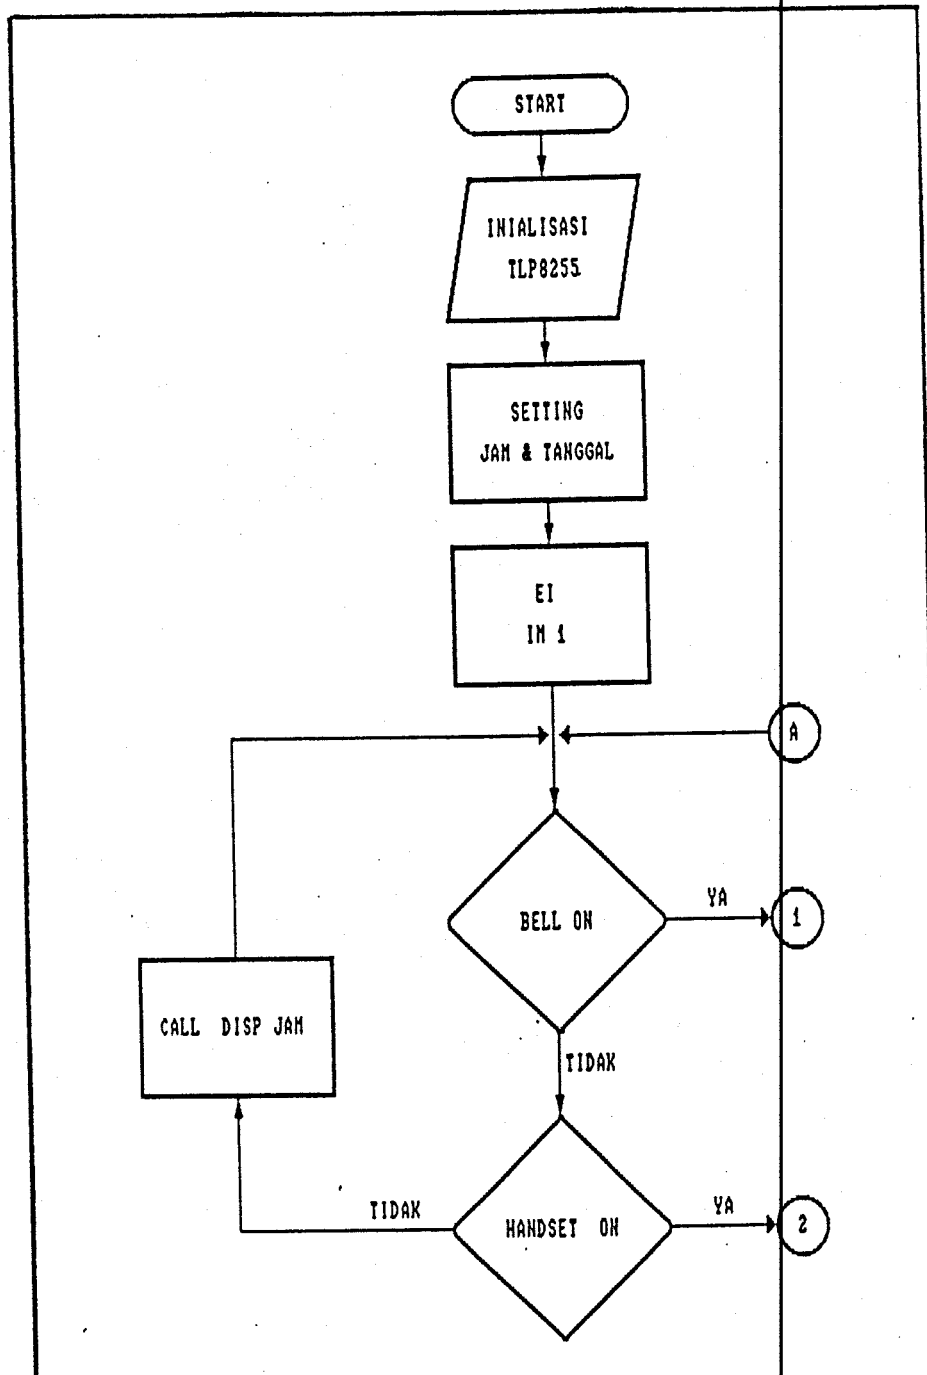 START
INIALISASI
TLP8255
SETTING
JAM & TANGGAL
EI
IM 1
A
BELL ON
YA
1
CALL DISP JAM
TIDAK
HANDSET ON
TIDAK
YA
2